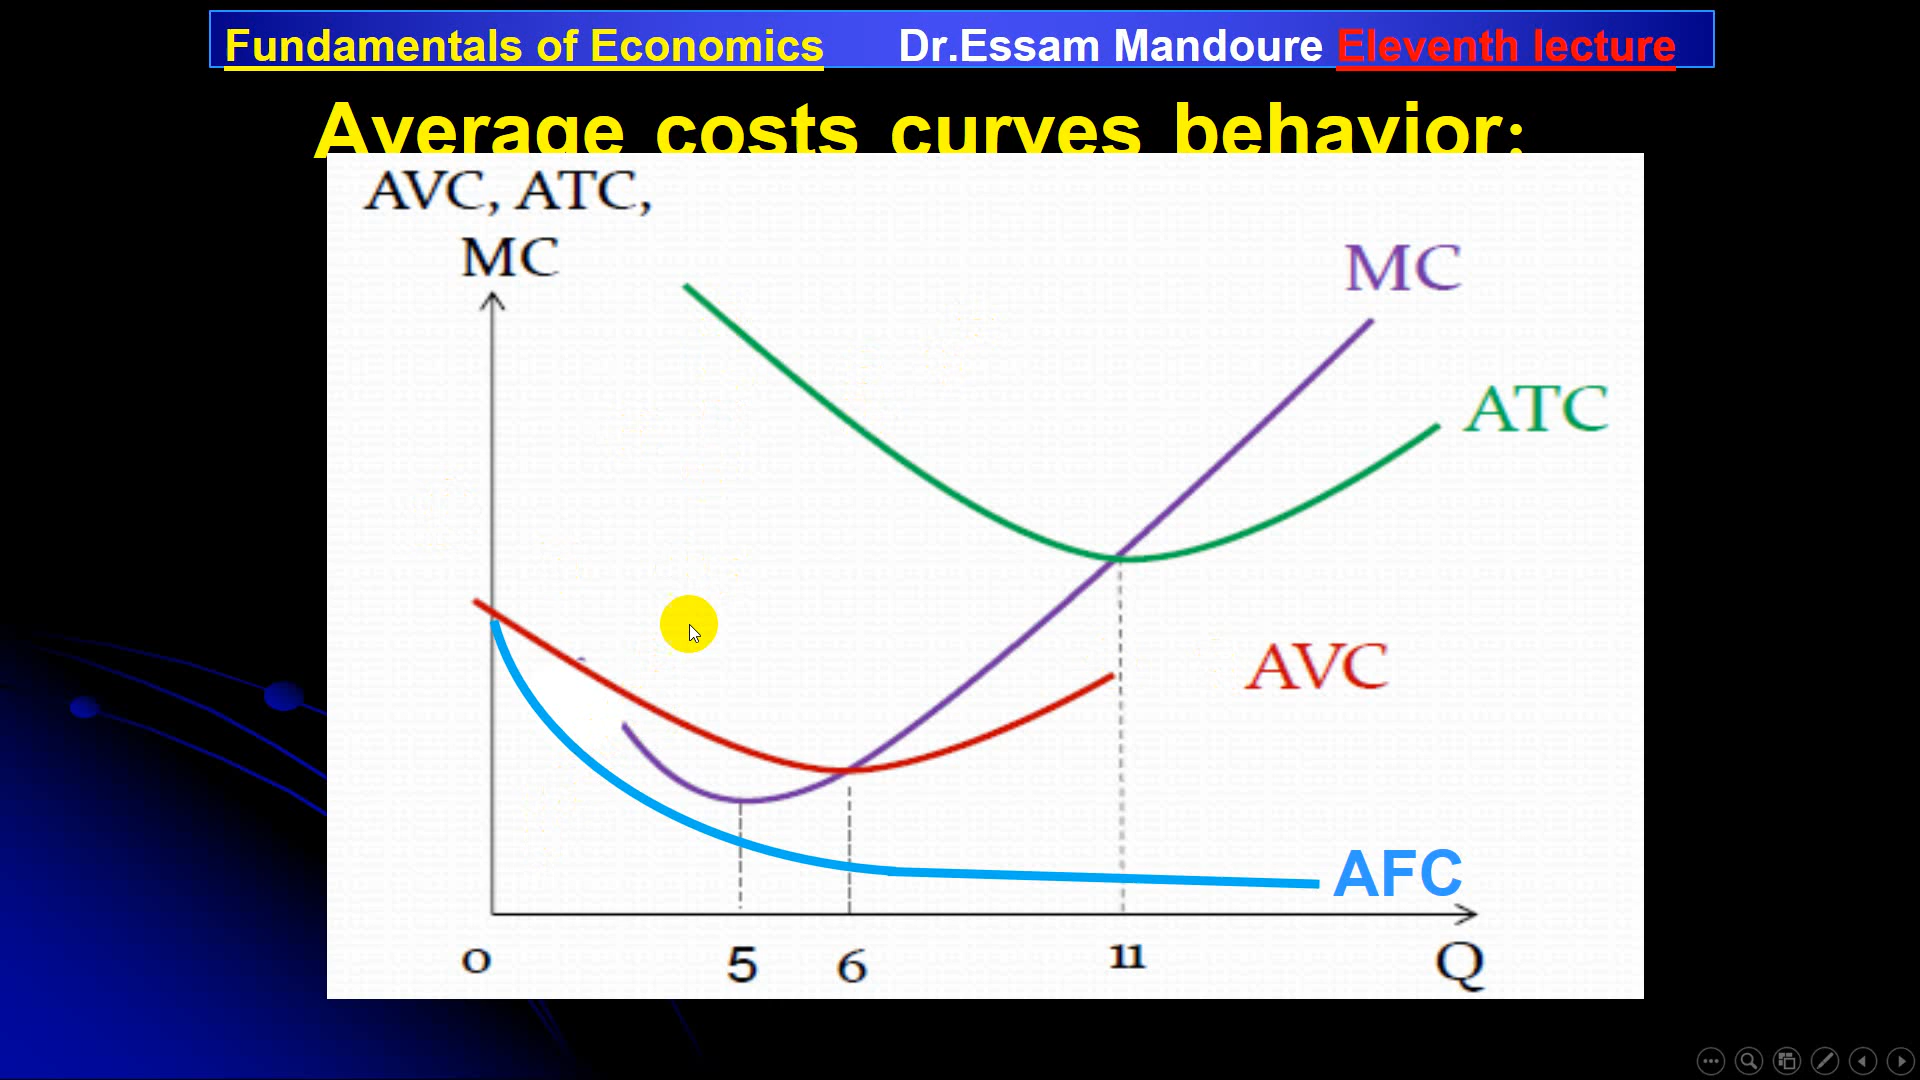 Fundamentals of Economics Dr.Essam Mandoure Eleventh lecture
Average costs curves behavior:
AVC, ATC,
MC
MC
ATC
AVC
AFC
0 5 6 11 Q